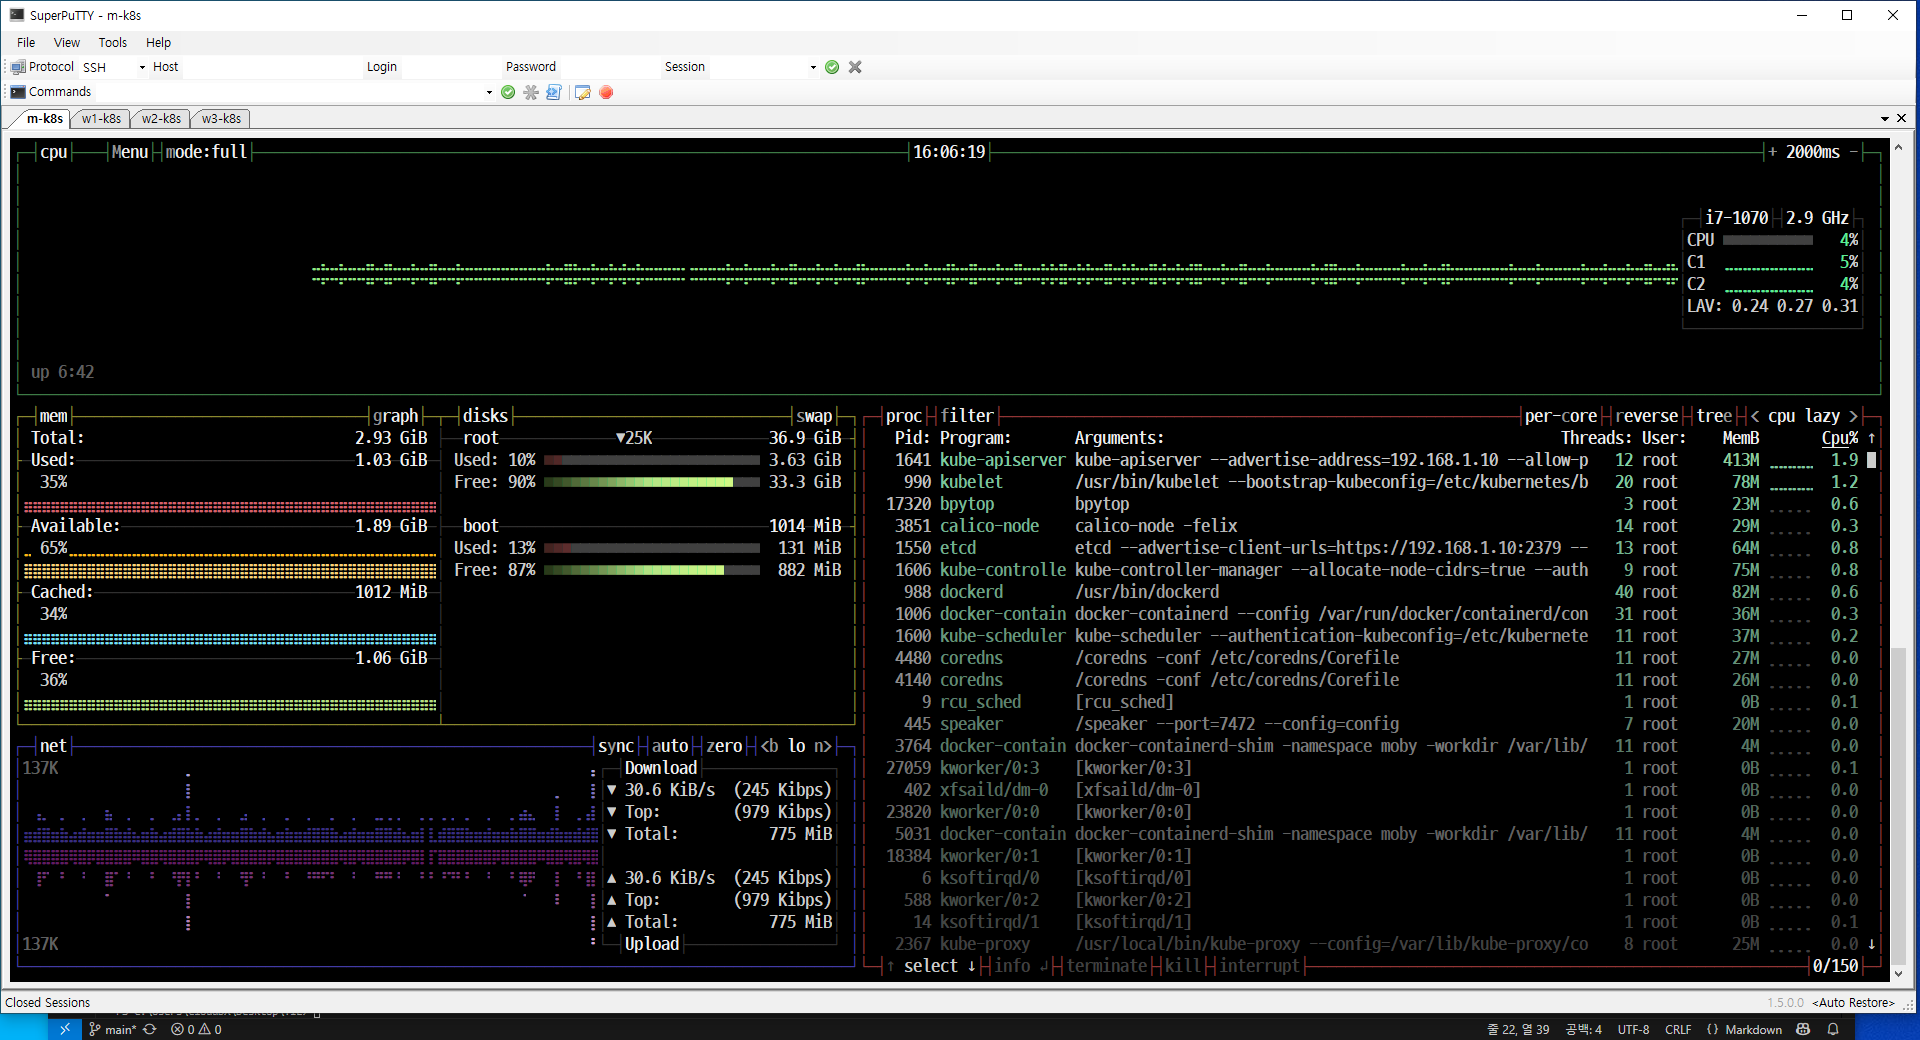 SuperPuTTY - m-k8s
File View Tools Help
Protocol SSH Host Login Password Session
Commands
m-k8s w1-k8s w2-k8s w3-k8s
cpu Menu mode:full 16:06:19 + 2000ms -
i7-1070 2.9 GHz
CPU 4%
C1 5%
C2 4%
LAV: 0.24 0.27 0.31
up 6:42
mem graph disks swap
Total: 2.93 GiB root ▼25K 36.9 GiB
Used: 1.03 GiB Used: 10% 3.63 GiB
35% Free: 90% 33.3 GiB
Available: 1.89 GiB boot 1014 MiB
65% Used: 13% 131 MiB
Free: 87% 882 MiB
Cached: 1012 MiB
34%
Free: 1.06 GiB
36%
net sync auto zero <b lo n>
137K Download
▼ 30.6 KiB/s (245 Kibps)
▼ Top: (979 Kibps)
▼ Total: 775 MiB
▲ 30.6 KiB/s (245 Kibps)
▲ Top: (979 Kibps)
▲ Total: 775 MiB
137K Upload
proc filter per-core reverse tree < cpu lazy >
Pid: Program: Arguments: Threads: User: MemB Cpu% ↑
1641 kube-apiserver kube-apiserver --advertise-address=192.168.1.10 --allow-p 12 root 413M 1.9
990 kubelet /usr/bin/kubelet --bootstrap-kubeconfig=/etc/kubernetes/b 20 root 78M 1.2
17320 bpytop bpytop 3 root 23M 0.6
3851 calico-node calico-node -felix 14 root 29M 0.3
1550 etcd etcd --advertise-client-urls=https://192.168.1.10:2379 -- 13 root 64M 0.8
1606 kube-controlle kube-controller-manager --allocate-node-cidrs=true --auth 9 root 75M 0.8
988 dockerd /usr/bin/dockerd 40 root 82M 0.6
1006 docker-contain docker-containerd --config /var/run/docker/containerd/con 31 root 36M 0.3
1600 kube-scheduler kube-scheduler --authentication-kubeconfig=/etc/kubernete 11 root 37M 0.2
4480 coredns /coredns -conf /etc/coredns/Corefile 11 root 27M 0.0
4140 coredns /coredns -conf /etc/coredns/Corefile 11 root 26M 0.0
9 rcu_sched [rcu_sched] 1 root 0B 0.1
445 speaker /speaker --port=7472 --config=config 7 root 20M 0.0
3764 docker-contain docker-containerd-shim -namespace moby -workdir /var/lib/ 11 root 4M 0.0
27059 kworker/0:3 [kworker/0:3] 1 root 0B 0.1
402 xfsaild/dm-0 [xfsaild/dm-0] 1 root 0B 0.0
23820 kworker/0:0 [kworker/0:0] 1 root 0B 0.0
5031 docker-contain docker-containerd-shim -namespace moby -workdir /var/lib/ 11 root 4M 0.0
18384 kworker/0:1 [kworker/0:1] 1 root 0B 0.0
6 ksoftirqd/0 [ksoftirqd/0] 1 root 0B 0.0
588 kworker/0:2 [kworker/0:2] 1 root 0B 0.0
14 ksoftirqd/1 [ksoftirqd/1] 1 root 0B 0.1
2367 kube-proxy /usr/local/bin/kube-proxy --config=/var/lib/kube-proxy/co 8 root 25M 0.0 ↓
↑ select ↓ info ↲ terminate kill interrupt 0/150
Closed Sessions 1.5.0.0 <Auto Restore>
main* 0 0 줄 22, 열 39 공백: 4 UTF-8 CRLF {} Markdown